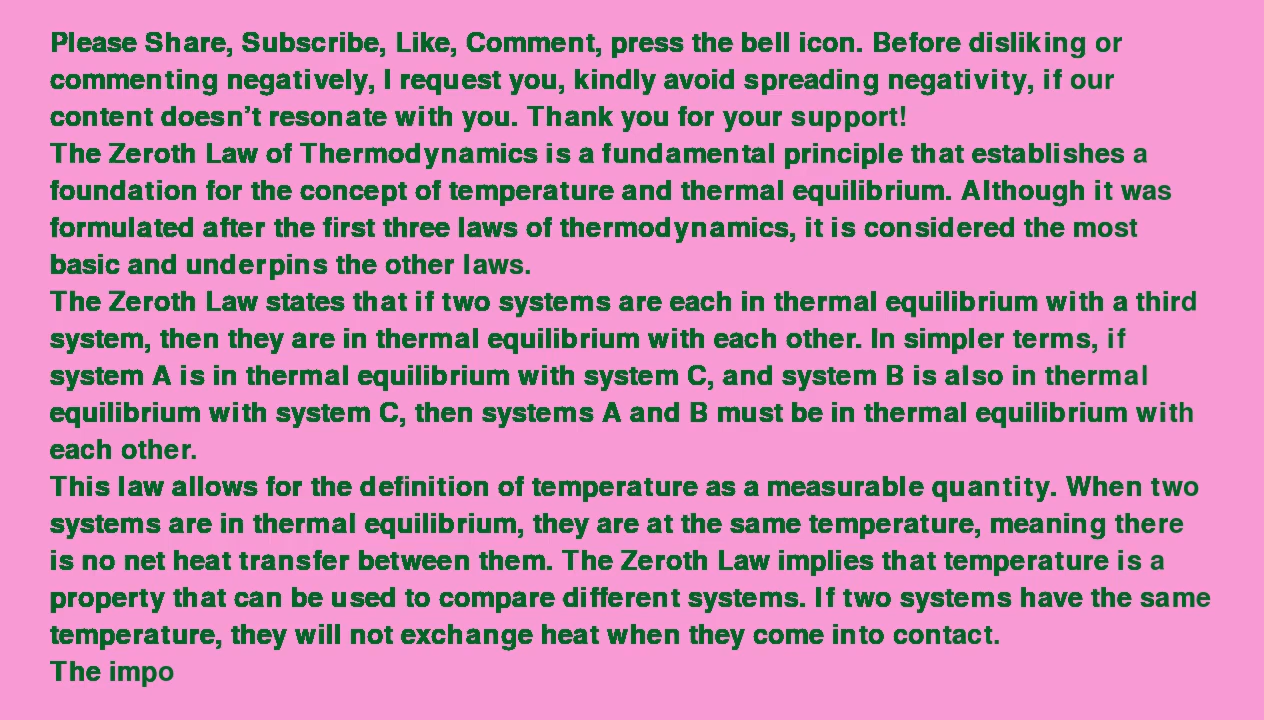 Please Share, Subscribe, Like, Comment, press the bell icon. Before disliking or
commenting negatively, I request you, kindly avoid spreading negativity, if our
content doesn’t resonate with you. Thank you for your support!
The Zeroth Law of Thermodynamics is a fundamental principle that establishes a
foundation for the concept of temperature and thermal equilibrium. Although it was
formulated after the first three laws of thermodynamics, it is considered the most
basic and underpins the other laws.
The Zeroth Law states that if two systems are each in thermal equilibrium with a third
system, then they are in thermal equilibrium with each other. In simpler terms, if
system A is in thermal equilibrium with system C, and system B is also in thermal
equilibrium with system C, then systems A and B must be in thermal equilibrium with
each other.
This law allows for the definition of temperature as a measurable quantity. When two
systems are in thermal equilibrium, they are at the same temperature, meaning there
is no net heat transfer between them. The Zeroth Law implies that temperature is a
property that can be used to compare different systems. If two systems have the same
temperature, they will not exchange heat when they come into contact.
The impo